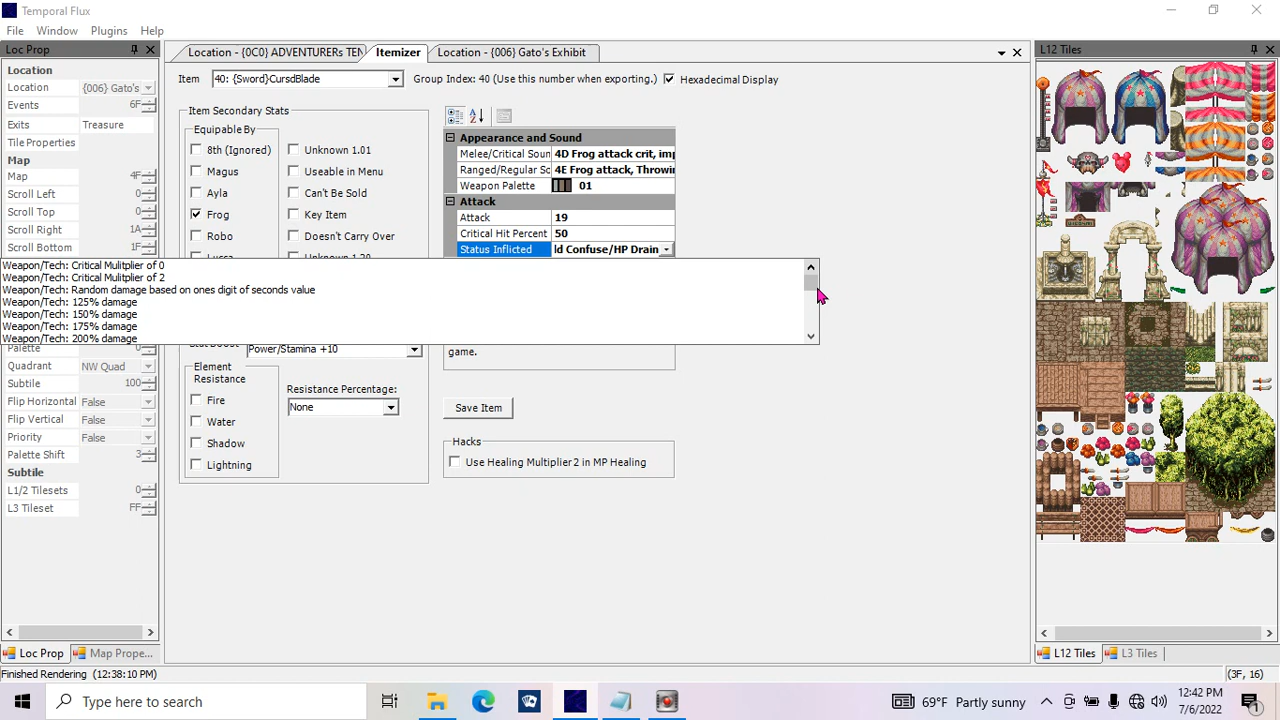 Temporal Flux
File Window Plugins Help
Loc Prop
Location - {0C0} ADVENTURERs TEN
Itemizer
Location - {006} Gato's Exhibit
L12 Tiles
Location
Location {006} Gato's
Events 6F
Exits Treasure
Tile Properties
Map
Map 4F
Scroll Left 0
Scroll Top 0
Scroll Right 1A
Scroll Bottom 1F
Item 40: {Sword}CursdBlade
Group Index: 40 (Use this number when exporting.)
Hexadecimal Display
Item Secondary Stats
Equipable By
8th (Ignored)
Magus
Ayla
Frog
Robo
Unknown 1.01
Useable in Menu
Can't Be Sold
Key Item
Doesn't Carry Over
Appearance and Sound
Melee/Critical Soun 4D Frog attack crit, imp
Ranged/Regular Sc 4E Frog attack, Throwin
Weapon Palette 01
Attack
Attack 19
Critical Hit Percent 50
Status Inflicted ld Confuse/HP Drain
Weapon/Tech: Critical Mulitplier of 0
Weapon/Tech: Critical Mulitplier of 2
Weapon/Tech: Random damage based on ones digit of seconds value
Weapon/Tech: 125% damage
Weapon/Tech: 150% damage
Weapon/Tech: 175% damage
Weapon/Tech: 200% damage
Palette 0
Quadrant NW Quad
Subtile 100
Flip Horizontal False
Flip Vertical False
Priority False
Palette Shift 3
Subtile
L1/2 Tilesets 0
L3 Tileset FF
Power/Stamina +10
game.
Element
Resistance
Fire
Water
Shadow
Lightning
Resistance Percentage:
None
Save Item
Hacks
Use Healing Multiplier 2 in MP Healing
Loc Prop
Map Prope...
L12 Tiles
L3 Tiles
Finished Rendering (12:38:10 PM)
(3F, 16)
Type here to search
69°F Partly sunny
12:42 PM
7/6/2022
1